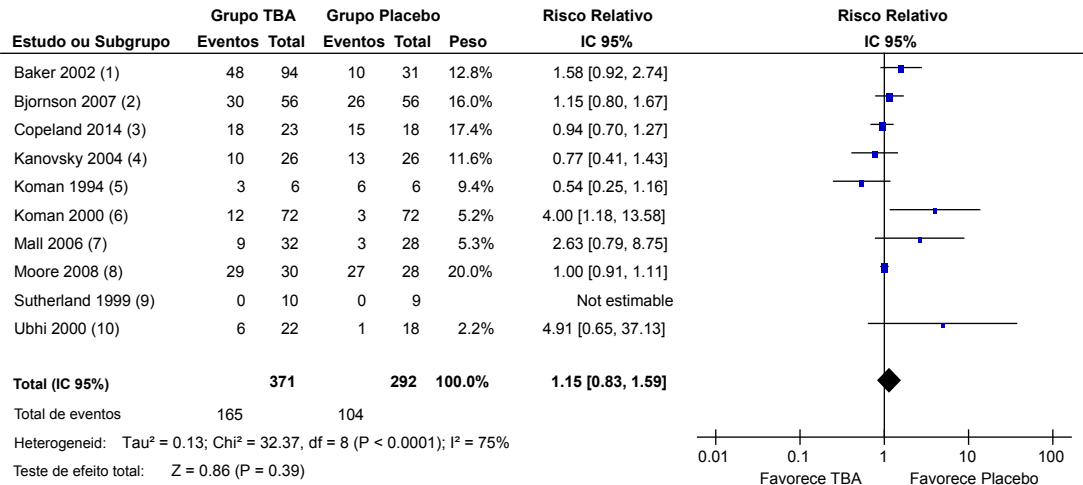 Grupo TBA Grupo Placebo Risco Relativo Risco Relativo
Estudo ou Subgrupo Eventos Total Eventos Total Peso IC 95% IC 95%
Baker 2002 (1) 48 94 10 31 12.8% 1.58 [0.92, 2.74]
Bjornson 2007 (2) 30 56 26 56 16.0% 1.15 [0.80, 1.67]
Copeland 2014 (3) 18 23 15 18 17.4% 0.94 [0.70, 1.27]
Kanovsky 2004 (4) 10 26 13 26 11.6% 0.77 [0.41, 1.43]
Koman 1994 (5) 3 6 6 6 9.4% 0.54 [0.25, 1.16]
Koman 2000 (6) 12 72 3 72 5.2% 4.00 [1.18, 13.58]
Mall 2006 (7) 9 32 3 28 5.3% 2.63 [0.79, 8.75]
Moore 2008 (8) 29 30 27 28 20.0% 1.00 [0.91, 1.11]
Sutherland 1999 (9) 0 10 0 9 Not estimable
Ubhi 2000 (10) 6 22 1 18 2.2% 4.91 [0.65, 37.13]
Total (IC 95%) 371 292 100.0% 1.15 [0.83, 1.59]
Total de eventos 165 104
Heterogeneid: Tau² = 0.13; Chi² = 32.37, df = 8 (P < 0.0001); I² = 75%
Teste de efeito total: Z = 0.86 (P = 0.39)
0.01 0.1 1 10 100
Favorece TBA Favorece Placebo